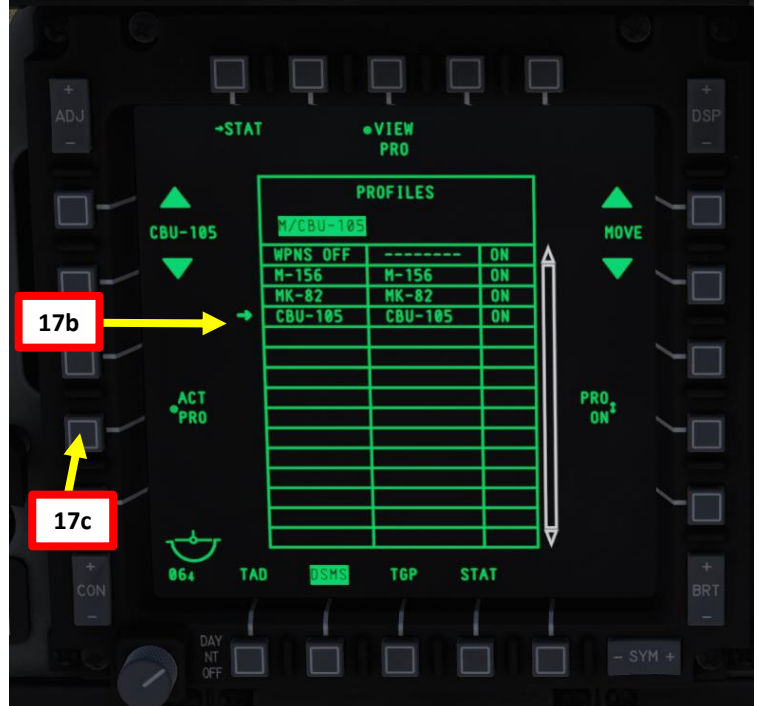 +
ADJ
-
+
DSP
-
→STAT
●VIEW
PRO
PROFILES
M/CBU-105
CBU-105
MOVE
WPNS OFF -------- ON
M-156 M-156 ON
MK-82 MK-82 ON
17b
CBU-105 CBU-105 ON
ACT
PRO
PRO
ON
17c
064
TAD DSMS TGP STAT
+
CON
-
+
BRT
-
DAY
NT
OFF
- SYM +